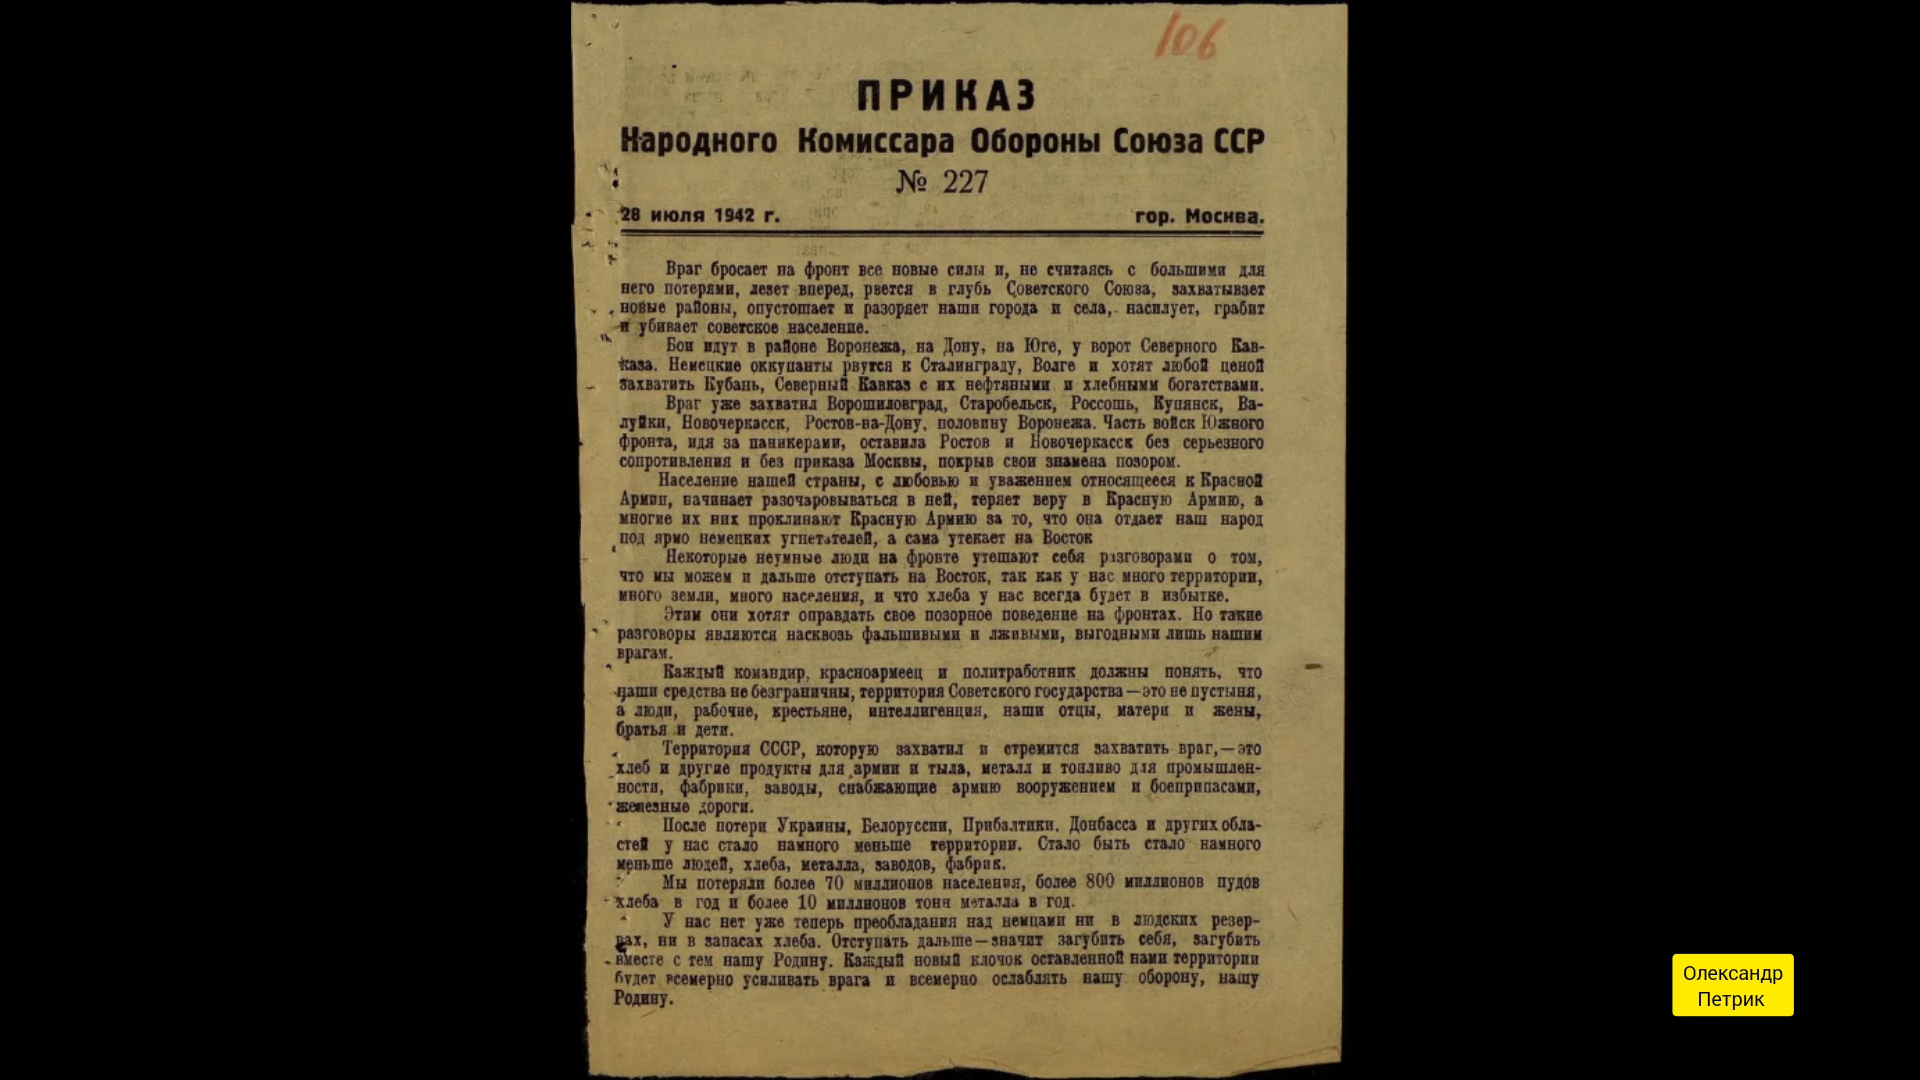 106
ПРИКАЗ
Народного Комиссара Обороны Союза ССР
№ 227
28 июля 1942 г. гор. Москва.
Враг бросает на фронт все новые силы и, не считаясь с большими для
него потерями, лезет вперед, рвется в глубь Советского Союза, захватывает
новые районы, опустошает и разоряет наши города и села, насилует, грабит
и убивает советское население.
Бои идут в районе Воронежа, на Дону, на Юге, у ворот Северного Кав-
каза. Немецкие оккупанты рвутся к Сталинграду, Волге и хотят любой ценой
захватить Кубань, Северный Кавказ с их нефтяными и хлебными богатствами.
Враг уже захватил Ворошиловград, Старобельск, Россошь, Купянск, Ва-
луйки, Новочеркасск, Ростов-на-Дону, половину Воронежа. Часть войск Южного
фронта, идя за паникерами, оставила Ростов и Новочеркасск без серьезного
сопротивления и без приказа Москвы, покрыв свои знамена позором.
Население нашей страны, с любовью и уважением относящееся к Красной
Армии, начинает разочаровываться в ней, теряет веру в Красную Армию, а
многие их них проклинают Красную Армию за то, что она отдает наш народ
под ярмо немецких угнетателей, а сама утекает на Восток
Некоторые неумные люди на фронте утешают себя разговорами о том,
что мы можем и дальше отступать на Восток, так как у нас много территории,
много земли, много населения, и что хлеба у нас всегда будет в избытке.
Этим они хотят оправдать свое позорное поведение на фронтах. Но такие
разговоры являются насквозь фальшивыми и лживыми, выгодными лишь нашим
врагам.
Каждый командир, красноармеец и политработник должны понять, что
наши средства не безграничны, территория Советского государства—это не пустыня,
а люди, рабочие, крестьяне, интеллигенция, наши отцы, матери и жены,
братья и дети.
Территория СССР, которую захватил и стремится захватить враг,—это
хлеб и другие продукты для армии и тыла, металл и топливо для промышлен-
ности, фабрики, заводы, снабжающие армию вооружением и боеприпасами,
железные дороги.
После потери Украины, Белоруссии, Прибалтики, Донбасса и других обла-
стей у нас стало намного меньше территории. Стало быть стало намного
меньше людей, хлеба, металла, заводов, фабрик.
Мы потеряли более 70 миллионов населения, более 800 миллионов пудов
хлеба в год и более 10 миллионов тонн металла в год.
У нас нет уже теперь преобладания над немцами ни в людских резер-
вах, ни в запасах хлеба. Отступать дальше—значит загубить себя, загубить
вместе с тем нашу Родину. Каждый новый клочок оставленной нами территории
будет всемерно усиливать врага и всемерно ослаблять нашу оборону, нашу
Родину.
Олександр
Петрик